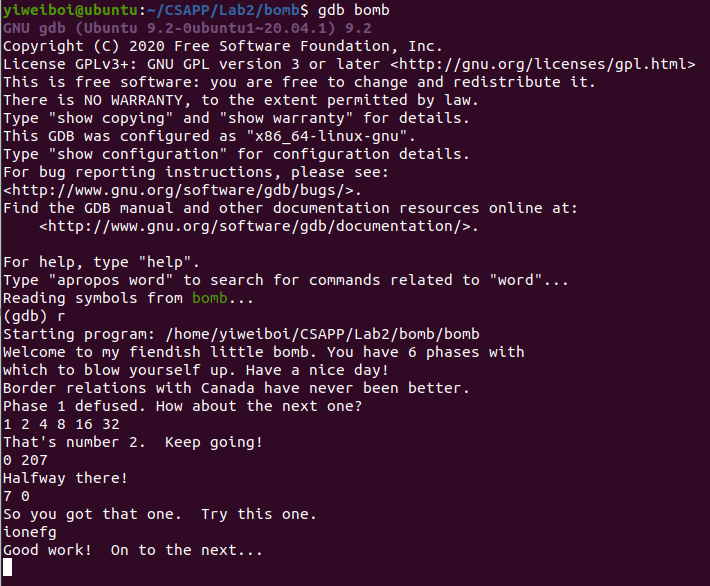 yiweiboi@ubuntu:~/CSAPP/Lab2/bomb$ gdb bomb
GNU gdb (Ubuntu 9.2-0ubuntu1~20.04.1) 9.2
Copyright (C) 2020 Free Software Foundation, Inc.
License GPLv3+: GNU GPL version 3 or later <http://gnu.org/licenses/gpl.html>
This is free software: you are free to change and redistribute it.
There is NO WARRANTY, to the extent permitted by law.
Type "show copying" and "show warranty" for details.
This GDB was configured as "x86_64-linux-gnu".
Type "show configuration" for configuration details.
For bug reporting instructions, please see:
<http://www.gnu.org/software/gdb/bugs/>.
Find the GDB manual and other documentation resources online at:
    <http://www.gnu.org/software/gdb/documentation/>.

For help, type "help".
Type "apropos word" to search for commands related to "word"...
Reading symbols from bomb...
(gdb) r
Starting program: /home/yiweiboi/CSAPP/Lab2/bomb/bomb
Welcome to my fiendish little bomb. You have 6 phases with
which to blow yourself up. Have a nice day!
Border relations with Canada have never been better.
Phase 1 defused. How about the next one?
1 2 4 8 16 32
That's number 2.  Keep going!
0 207
Halfway there!
7 0
So you got that one.  Try this one.
ionefg
Good work!  On to the next...